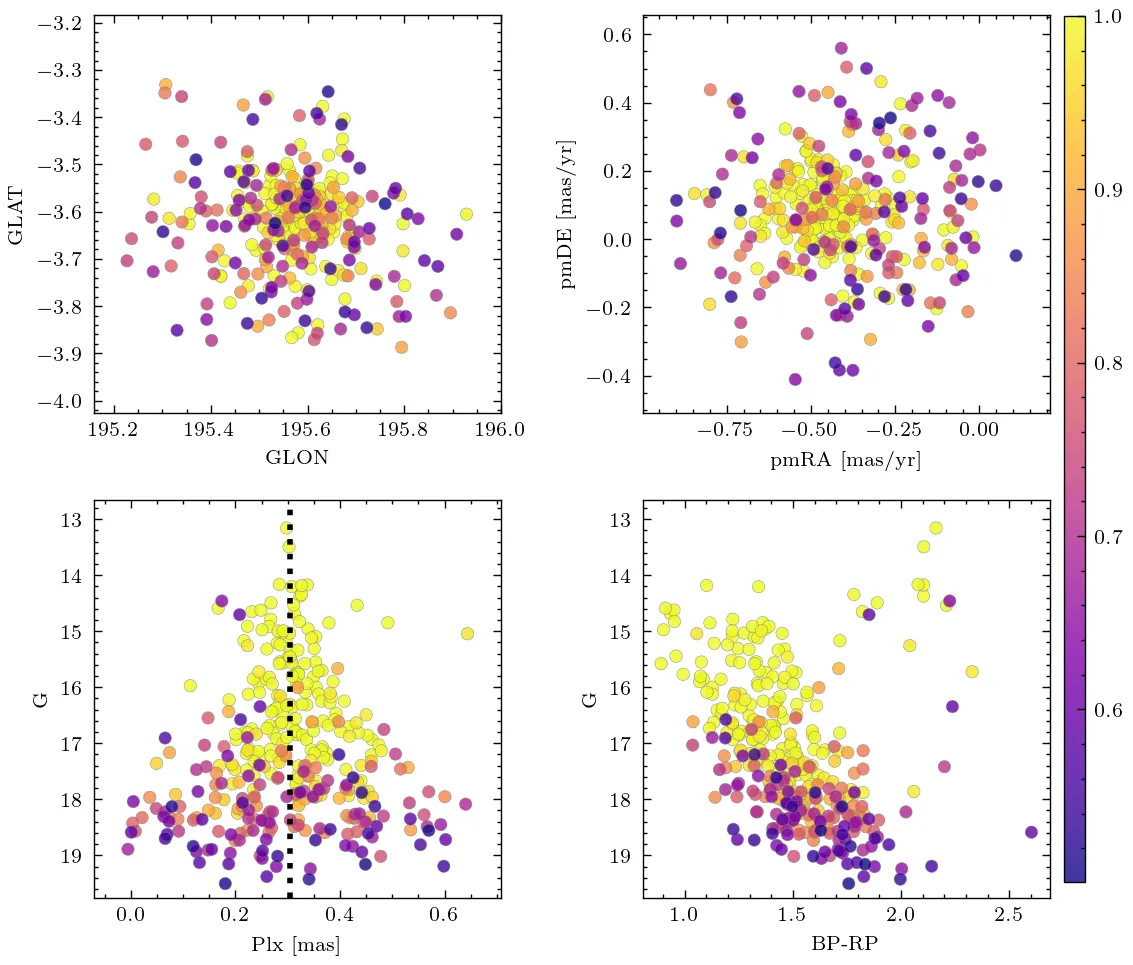 −3.2
−3.3
−3.4
−3.5
−3.6
−3.7
−3.8
−3.9
−4.0
GLAT
195.2 195.4 195.6 195.8 196.0
GLON
0.6
0.4
0.2
0.0
−0.2
−0.4
pmDE [mas/yr]
−0.75 −0.50 −0.25 0.00
pmRA [mas/yr]
13
14
15
16
17
18
19
G
0.0 0.2 0.4 0.6
Plx [mas]
13
14
15
16
17
18
19
G
1.0 1.5 2.0 2.5
BP-RP
1.0
0.9
0.8
0.7
0.6